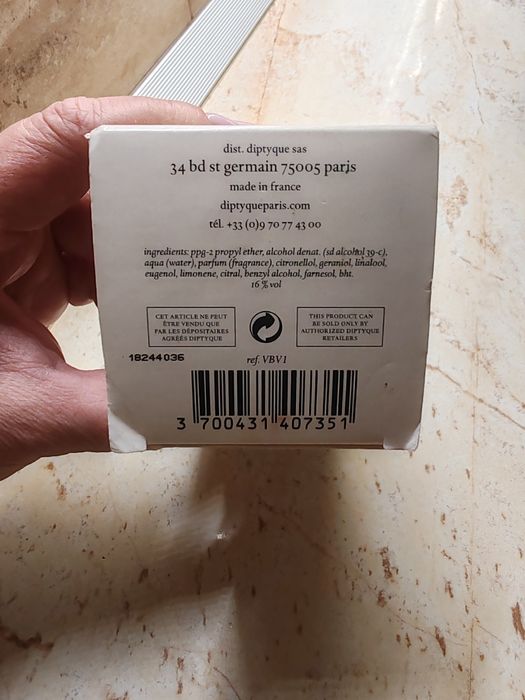 dist. diptyque sas
34 bd st germain 75005 paris
made in france
diptyqueparis.com
tél. +33 (0)9 70 77 43 00
ingredients: ppg-2 propyl ether, alcohol denat. (sd alcohol 39-c),
aqua (water), parfum (fragrance), citronellol, geraniol, linalool,
eugenol, limonene, citral, benzyl alcohol, farnesol, bht.
16 % vol
CET ARTICLE NE PEUT
ÊTRE VENDU QUE
PAR LES DÉPOSITAIRES
AGRÉÉS DIPTYQUE
THIS PRODUCT CAN
BE SOLD ONLY BY
AUTHORIZED DIPTYQUE
RETAILERS
18244036
ref. VBV1
3 700431 407351